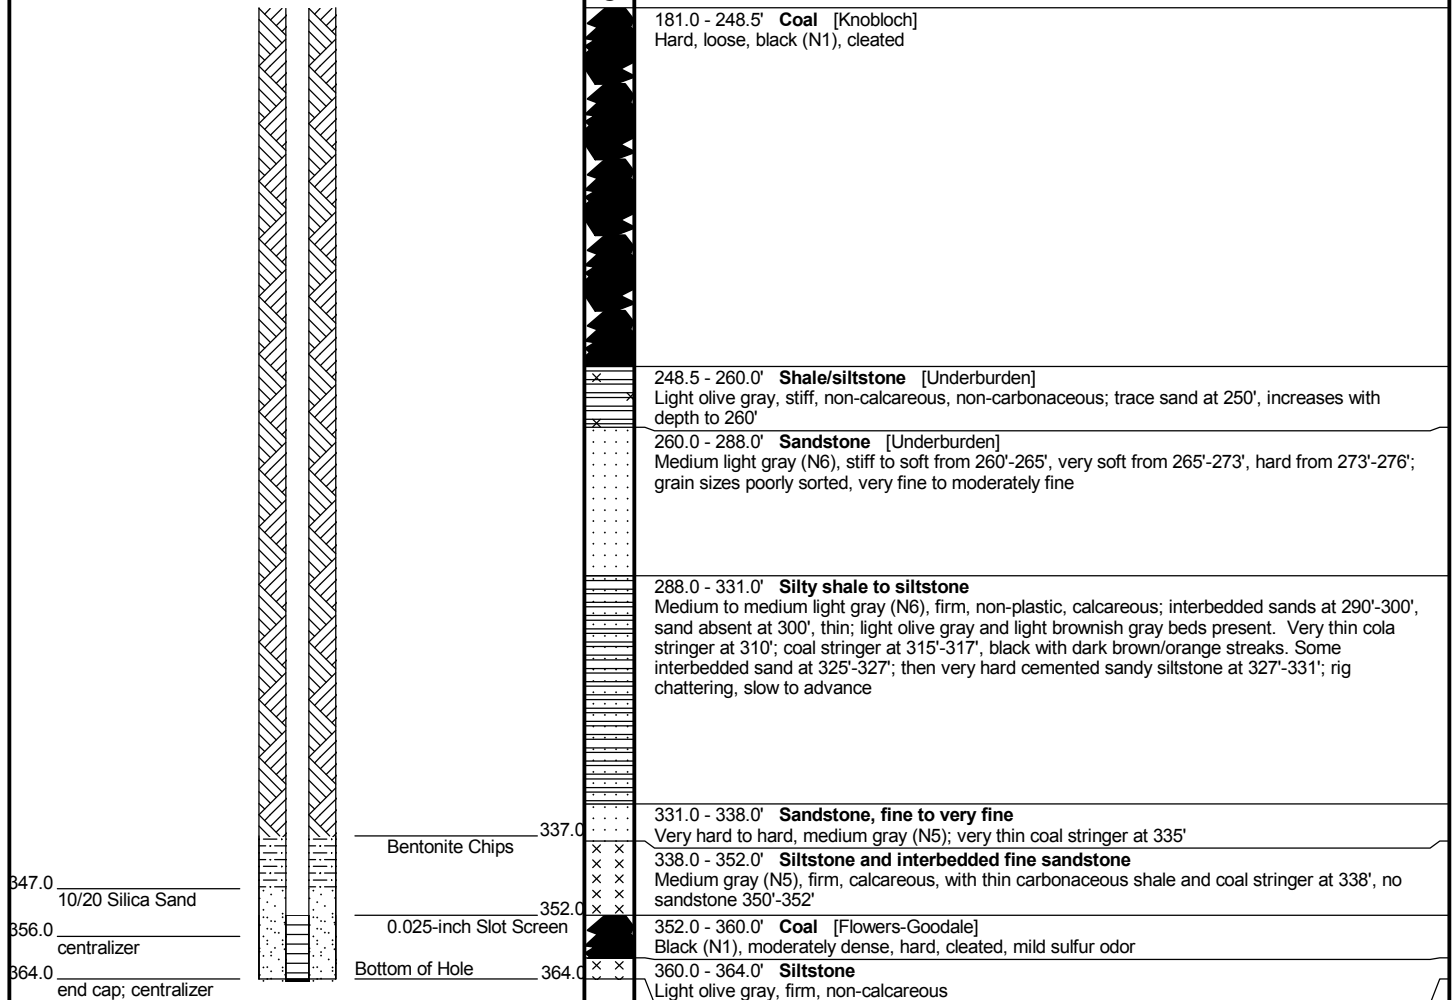 181.0 - 248.5' Coal [Knobloch]
Hard, loose, black (N1), cleated
248.5 - 260.0' Shale/siltstone [Underburden]
Light olive gray, stiff, non-calcareous, non-carbonaceous; trace sand at 250', increases with
depth to 260'
260.0 - 288.0' Sandstone [Underburden]
Medium light gray (N6), stiff to soft from 260'-265', very soft from 265'-273', hard from 273'-276';
grain sizes poorly sorted, very fine to moderately fine
288.0 - 331.0' Silty shale to siltstone
Medium to medium light gray (N6), firm, non-plastic, calcareous; interbedded sands at 290'-300',
sand absent at 300', thin; light olive gray and light brownish gray beds present. Very thin cola
stringer at 310'; coal stringer at 315'-317', black with dark brown/orange streaks. Some
interbedded sand at 325'-327'; then very hard cemented sandy siltstone at 327'-331'; rig
chattering, slow to advance
331.0 - 338.0' Sandstone, fine to very fine
Very hard to hard, medium gray (N5); very thin coal stringer at 335'
337.0
Bentonite Chips
338.0 - 352.0' Siltstone and interbedded fine sandstone
Medium gray (N5), firm, calcareous, with thin carbonaceous shale and coal stringer at 338', no
sandstone 350'-352'
347.0
10/20 Silica Sand
352.0
0.025-inch Slot Screen
352.0 - 360.0' Coal [Flowers-Goodale]
Black (N1), moderately dense, hard, cleated, mild sulfur odor
356.0
centralizer
364.0
end cap; centralizer
Bottom of Hole 364.0
360.0 - 364.0' Siltstone
Light olive gray, firm, non-calcareous